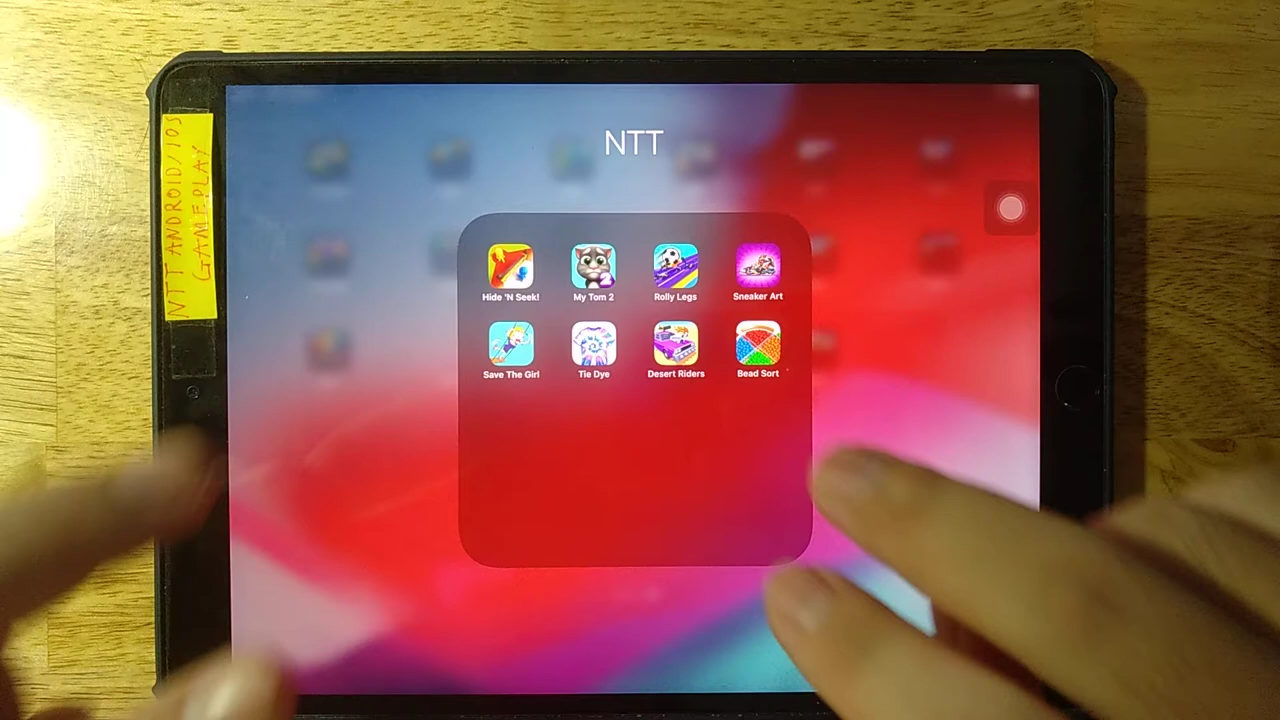 NTT ANDROID/IOS
GAMEPLAY
NTT
Hide 'N Seek!
My Tom 2
Rolly Legs
Sneaker Art
Save The Girl
Tie Dye
Desert Riders
Bead Sort